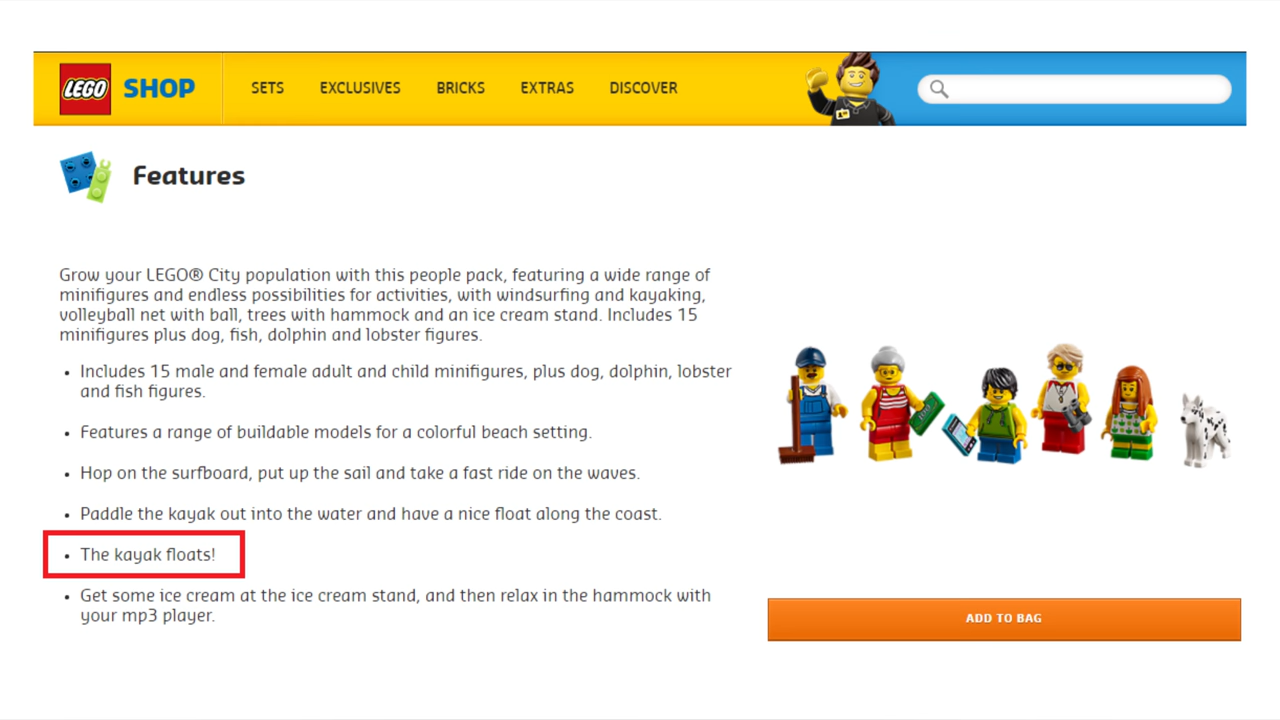 LEGO SHOP SETS EXCLUSIVES BRICKS EXTRAS DISCOVER
Features
Grow your LEGO® City population with this people pack, featuring a wide range of
minifigures and endless possibilities for activities, with windsurfing and kayaking,
volleyball net with ball, trees with hammock and an ice cream stand. Includes 15
minifigures plus dog, fish, dolphin and lobster figures.
• Includes 15 male and female adult and child minifigures, plus dog, dolphin, lobster
and fish figures.
• Features a range of buildable models for a colorful beach setting.
• Hop on the surfboard, put up the sail and take a fast ride on the waves.
• Paddle the kayak out into the water and have a nice float along the coast.
• The kayak floats!
• Get some ice cream at the ice cream stand, and then relax in the hammock with
your mp3 player.
ADD TO BAG